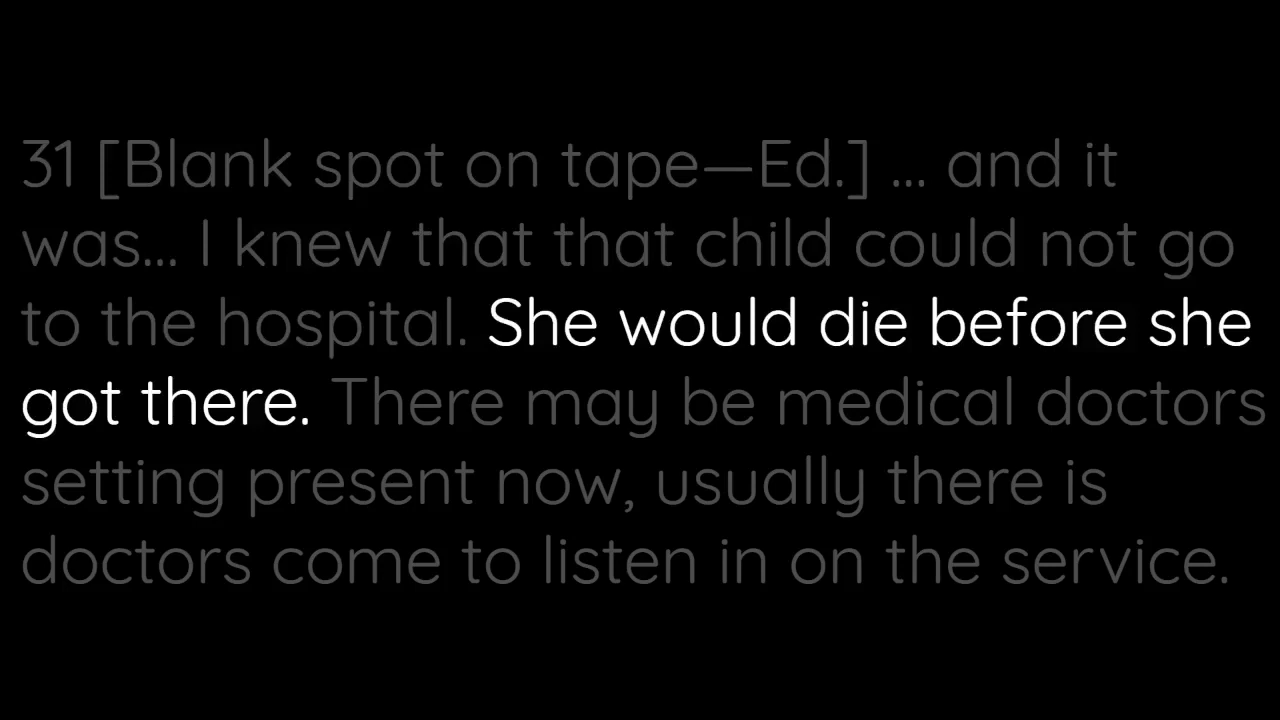 31 [Blank spot on tape—Ed.] ... and it
was... I knew that that child could not go
to the hospital. She would die before she
got there. There may be medical doctors
setting present now, usually there is
doctors come to listen in on the service.